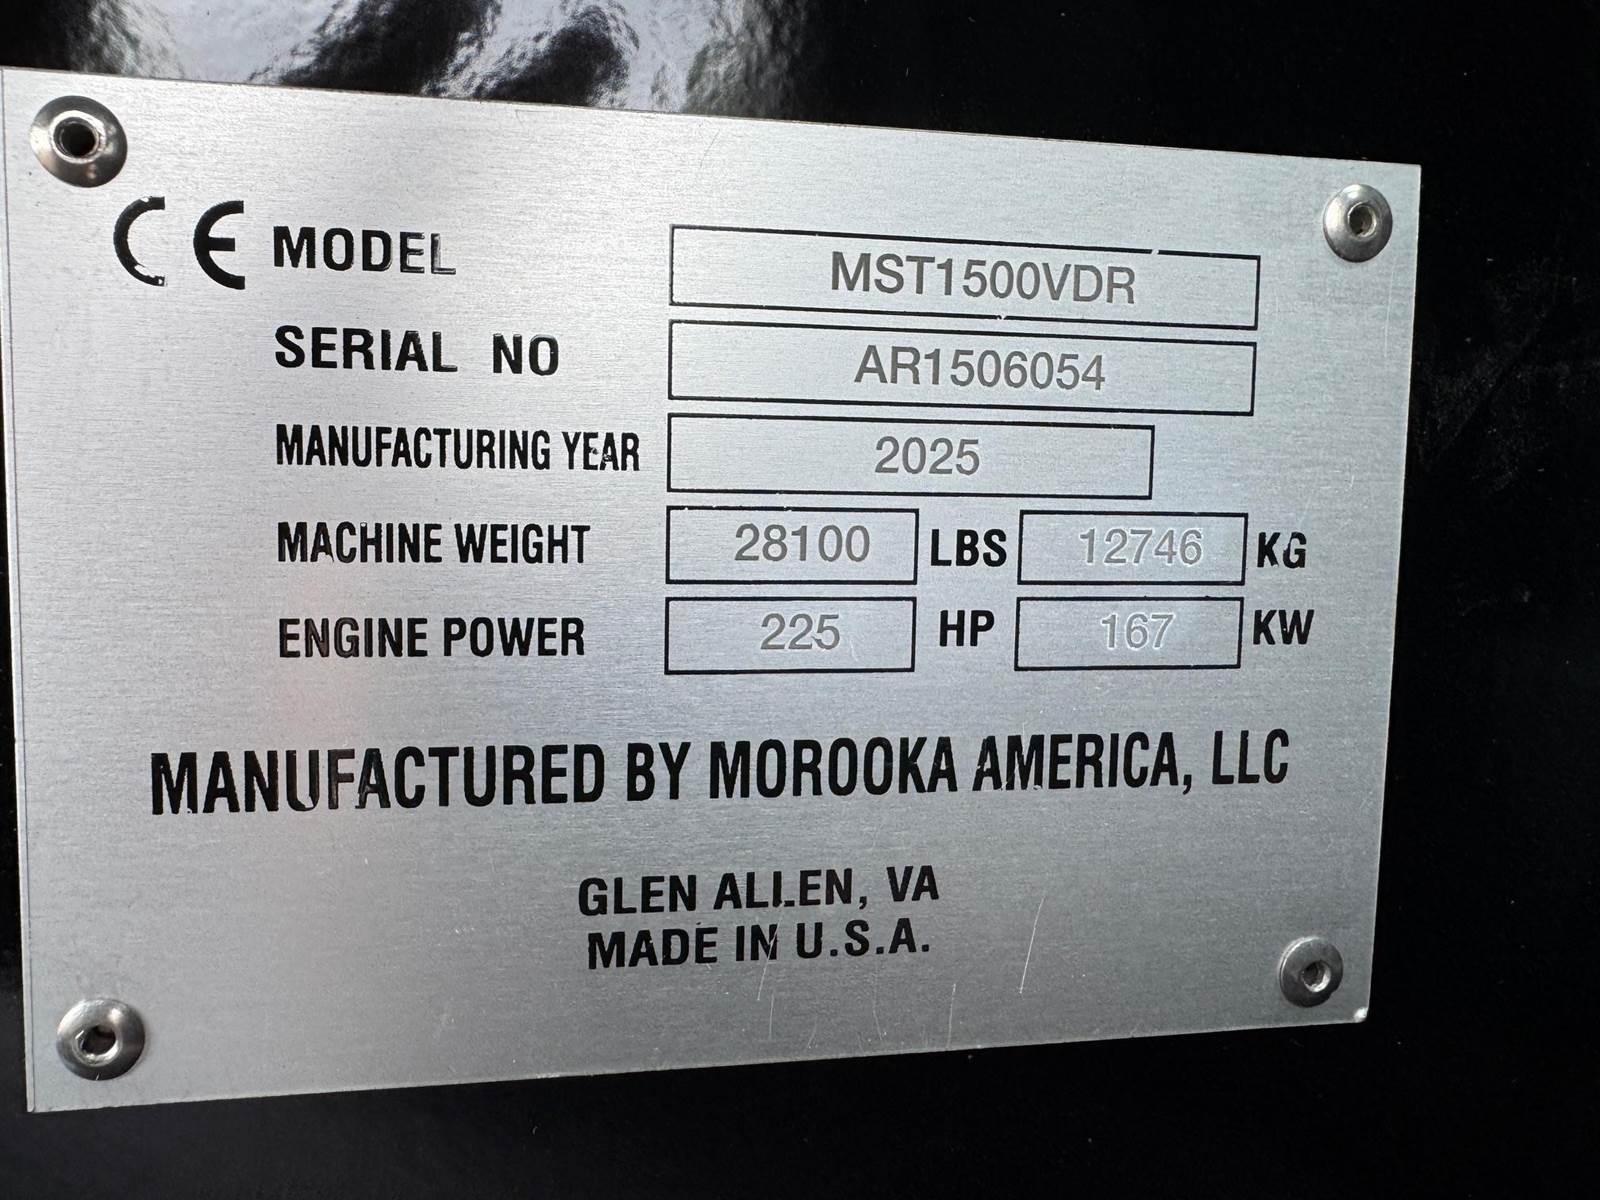 CE MODEL MST1500VDR
SERIAL NO AR1506054
MANUFACTURING YEAR 2025
MACHINE WEIGHT 28100 LBS 12746 KG
ENGINE POWER 225 HP 167 KW
MANUFACTURED BY MOROOKA AMERICA, LLC
GLEN ALLEN, VA
MADE IN U.S.A.